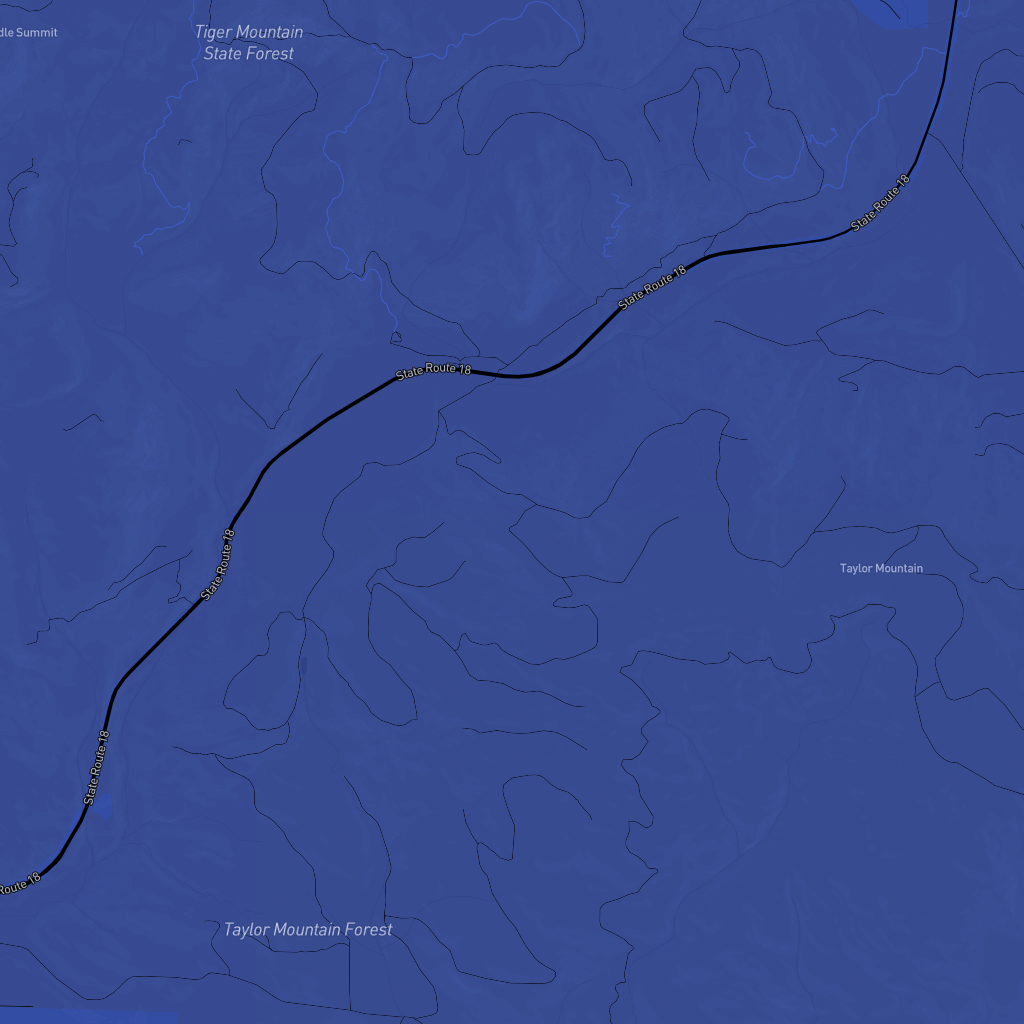 dle Summit
Tiger Mountain
State Forest
State Route 18
State Route 18
State Route 18
State Route 18
Taylor Mountain
State Route 18
Route 18
Taylor Mountain Forest